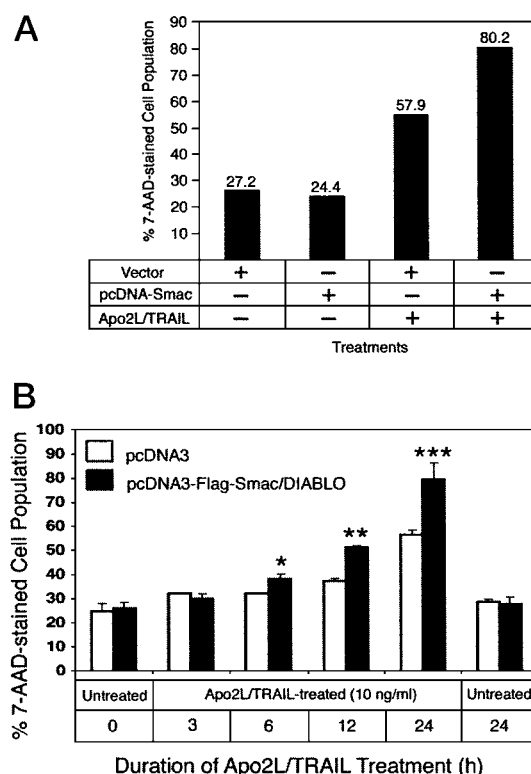 A
% 7-AAD-stained Cell Population
90
80
70
60
50
40
30
20
10
27.2
24.4
57.9
80.2
Vector + − + −
pcDNA-Smac − + − +
Apo2L/TRAIL − − + +
Treatments
B
% 7-AAD-stained Cell Population
100
90
80
70
60
50
40
30
20
10
0
pcDNA3
pcDNA3-Flag-Smac/DIABLO
*
**
***
Untreated Apo2L/TRAIL-treated (10 ng/ml) Untreated
0 3 6 12 24 24
Duration of Apo2L/TRAIL Treatment (h)